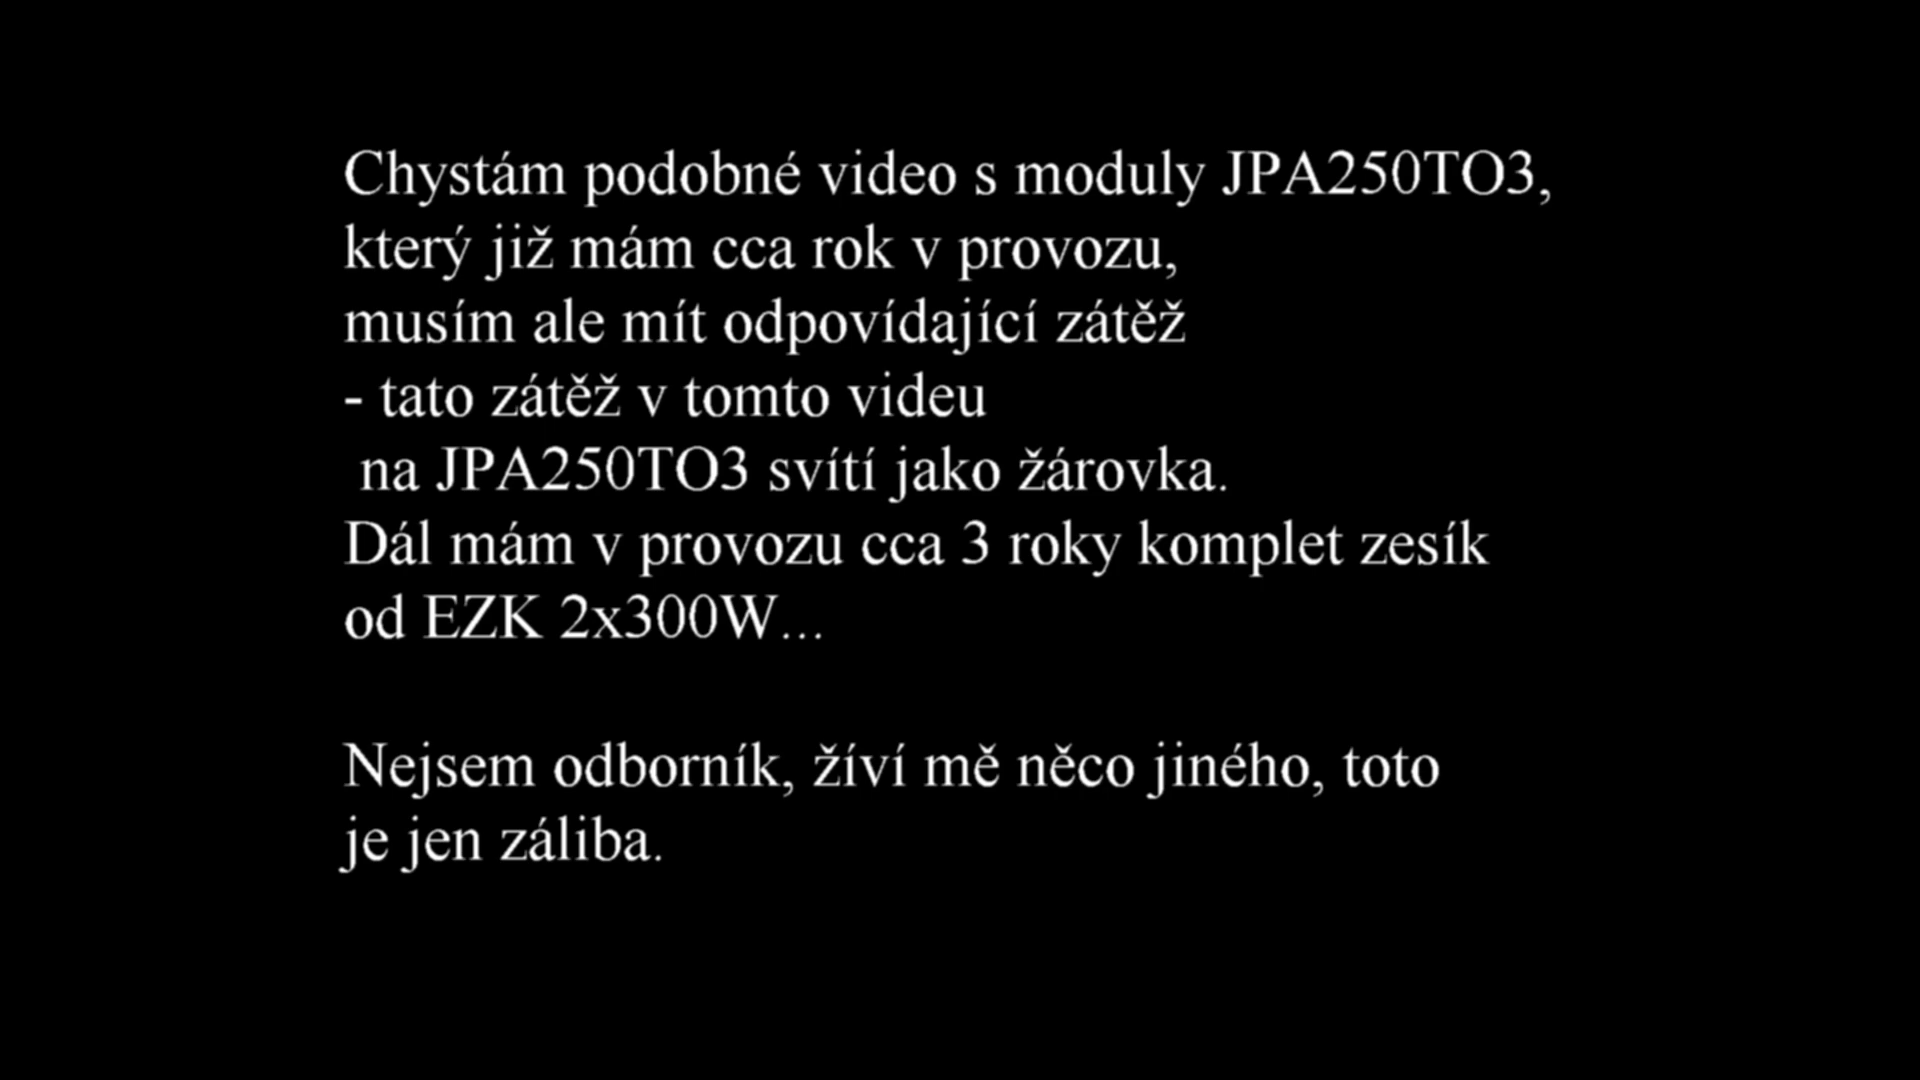 Chystám podobné video s moduly JPA250TO3,
který již mám cca rok v provozu,
musím ale mít odpovídající zátěž
- tato zátěž v tomto videu
na JPA250TO3 svítí jako žárovka.
Dál mám v provozu cca 3 roky komplet zesík
od EZK 2x300W...
Nejsem odborník, žíví mě něco jiného, toto
je jen záliba.